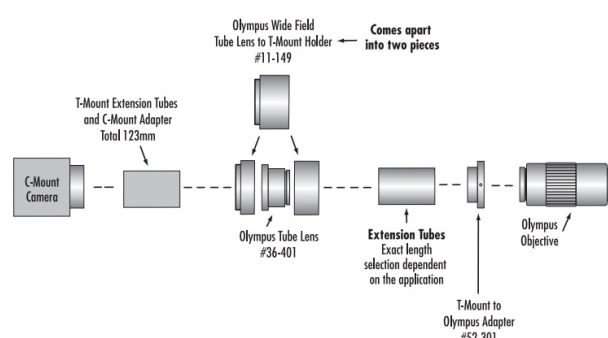 Olympus Wide Field
Tube Lens to T-Mount Holder
#11-149
Comes apart
into two pieces
T-Mount Extension Tubes
and C-Mount Adapter
Total 123mm
C-Mount
Camera
Olympus Tube Lens
#36-401
Extension Tubes
Exact length
selection dependent
on the application
Olympus
Objective
T-Mount to
Olympus Adapter
#52-301